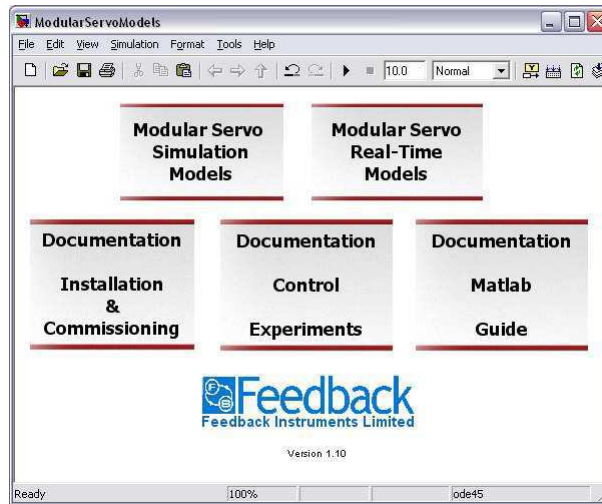 ModularServoModels
File Edit View Simulation Format Tools Help
10.0 Normal
Modular Servo
Simulation
Models
Modular Servo
Real-Time
Models
Documentation
Installation
&
Commissioning
Documentation
Control
Experiments
Documentation
Matlab
Guide
F
B
Feedback
Feedback Instruments Limited
Version 1.10
Ready 100% ode45